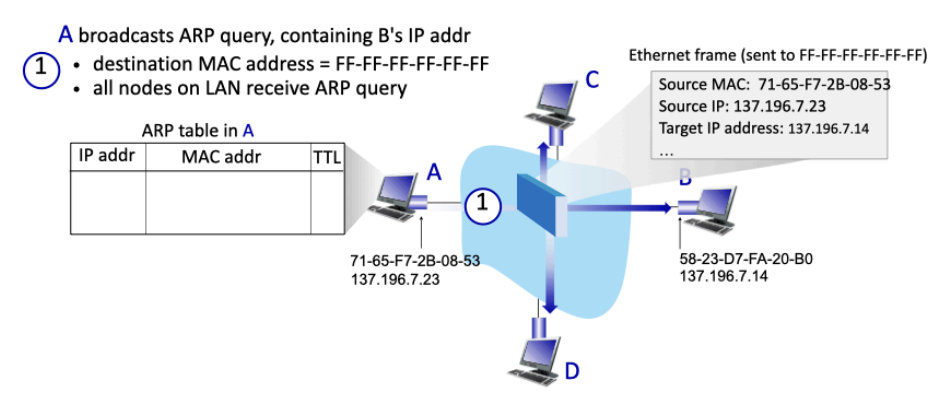 A broadcasts ARP query, containing B's IP addr
1
• destination MAC address = FF-FF-FF-FF-FF-FF
• all nodes on LAN receive ARP query
Ethernet frame (sent to FF-FF-FF-FF-FF-FF)
Source MAC: 71-65-F7-2B-08-53
Source IP: 137.196.7.23
Target IP address: 137.196.7.14
...
C
ARP table in A
IP addr MAC addr TTL
A
1
B
71-65-F7-2B-08-53
137.196.7.23
58-23-D7-FA-20-B0
137.196.7.14
D